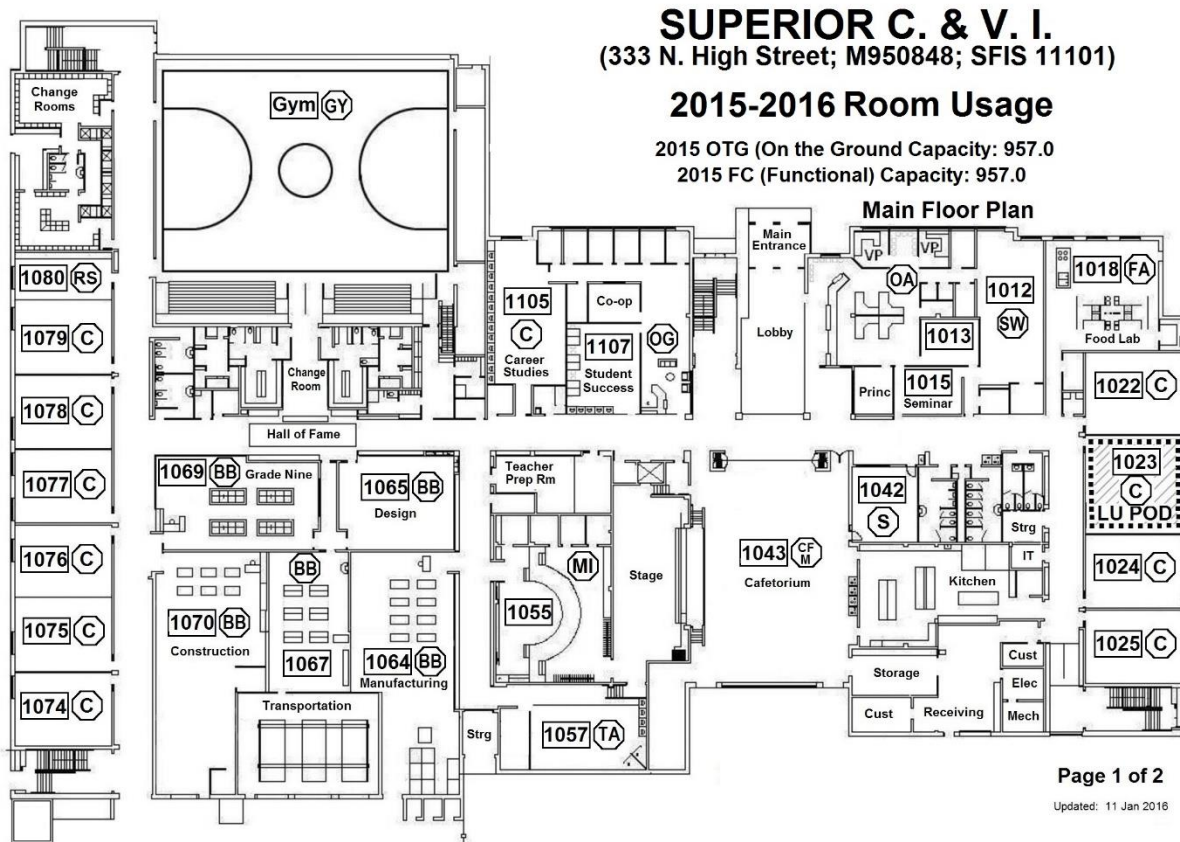 SUPERIOR C. & V. I.
(333 N. High Street; M950848; SFIS 11101)
2015-2016 Room Usage
2015 OTG (On the Ground Capacity: 957.0
2015 FC (Functional) Capacity: 957.0
Main Floor Plan
Change
Rooms
Gym GY
Main
Entrance
VP
VP
OA
1018 FA
Food Lab
1080 RS
1079 C
1078 C
1077 C
1076 C
1075 C
1074 C
1105
C
Career
Studies
Co-op
1107
Student
Success
OG
Lobby
1012
SW
1013
Princ
1015
Seminar
1022 C
Change
Room
Hall of Fame
1069 BB
Grade Nine
1065 BB
Design
Teacher
Prep Rm
1042
S
Strg
1023
C
LU POD
1070 BB
Construction
BB
1067
1064 BB
Manufacturing
Transportation
MI
1055
Stage
1043 CF
M
Cafetorium
IT
Kitchen
1024 C
1025 C
Storage
Cust
Elec
Cust
Receiving
Mech
Strg
1057 TA
Page 1 of 2
Updated: 11 Jan 2016